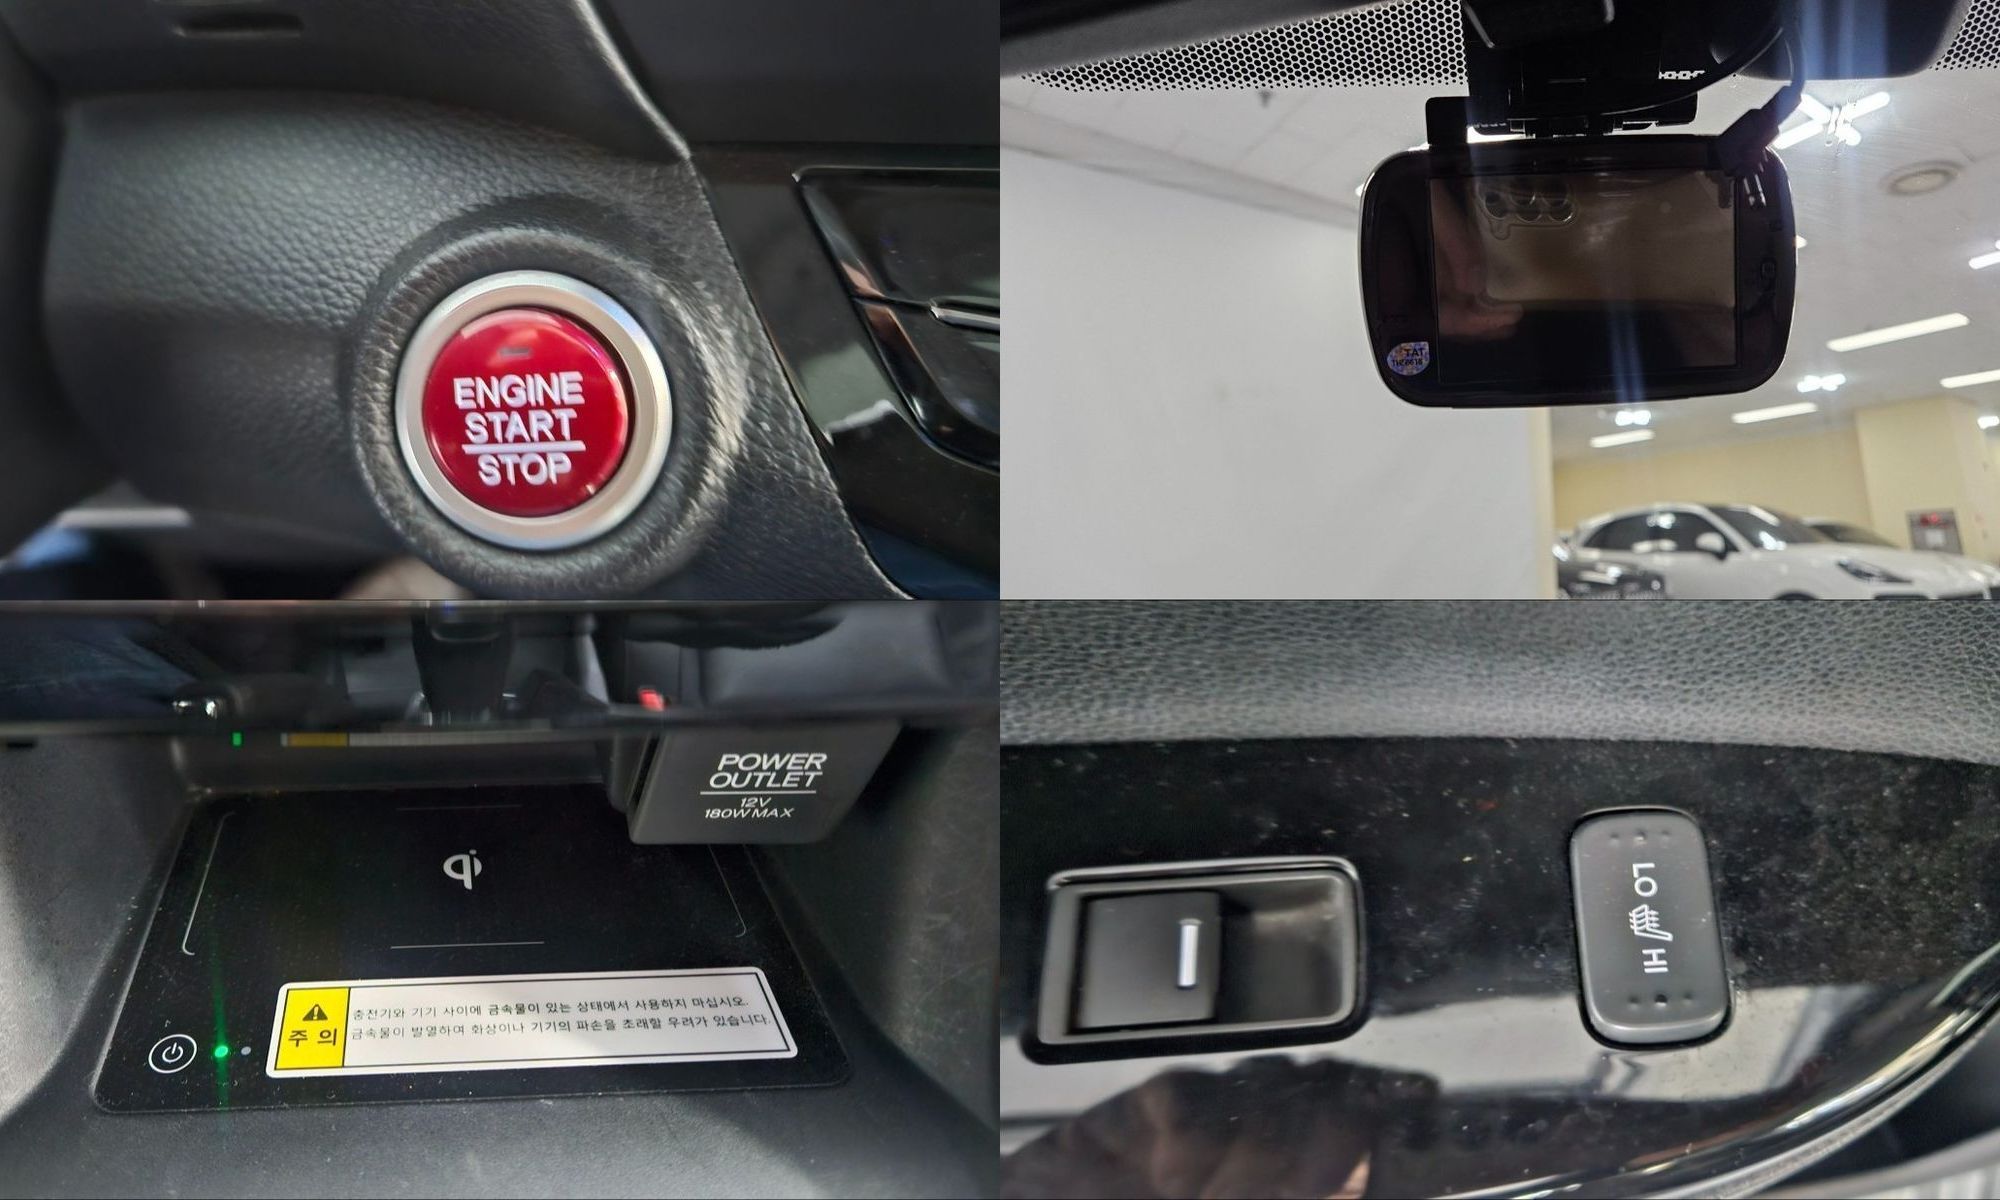 ENGINE
START
STOP
TAT
POWER
OUTLET
12V
180W MAX
qi
주 의
충전기와 기기 사이에 금속물이 있는 상태에서 사용하지 마십시오.
금속물이 발열하여 화상이나 기기의 파손을 초래할 우려가 있습니다.
LO
HI